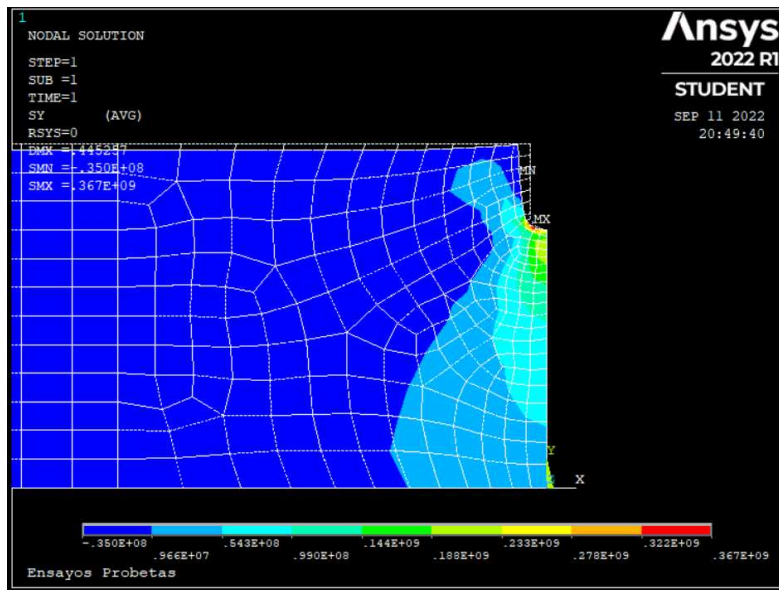 1
NODAL SOLUTION
STEP=1
SUB =1
TIME=1
SY (AVG)
RSYS=0
DMX =.445257
SMN =-.350E+08
SMX =.367E+09
Ansys
2022 R1
STUDENT
SEP 11 2022
20:49:40
MN
MX
Y
X
-.350E+08 .543E+08 .144E+09 .233E+09 .322E+09
.966E+07 .990E+08 .188E+09 .278E+09 .367E+09
Ensayos Probetas